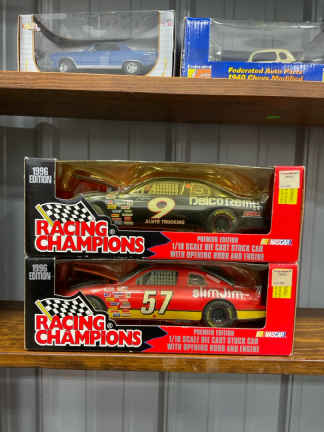 Federated Auto Parts
1940 Chevy Modified
1996
EDITION
Delco Remy
9
RACING
CHAMPIONS
PREMIER EDITION
1/18 SCALE DIE CAST STOCK CAR
WITH OPENING HOOD AND ENGINE
NASCAR
1996
EDITION
57
Slim Jim
RACING
CHAMPIONS
PREMIER EDITION
1/18 SCALE DIE CAST STOCK CAR
WITH OPENING HOOD AND ENGINE
NASCAR